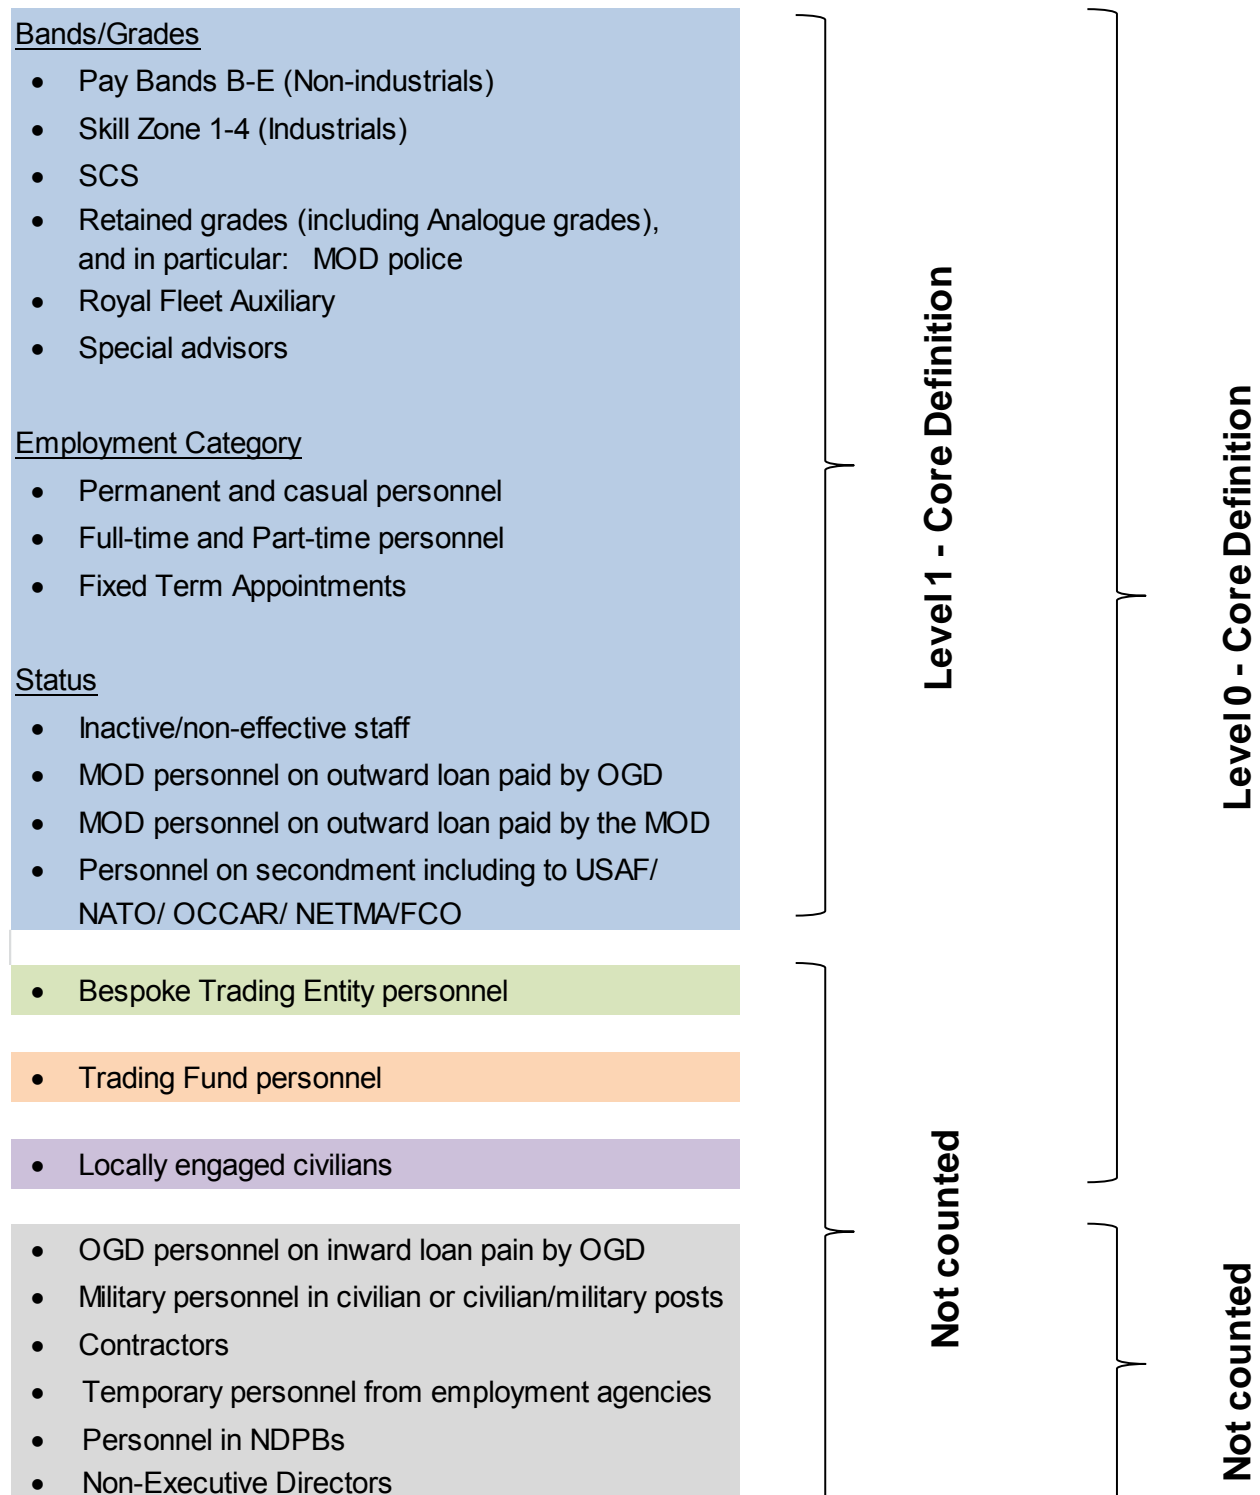 Bands/Grades
• Pay Bands B-E (Non-industrials)
• Skill Zone 1-4 (Industrials)
• SCS
• Retained grades (including Analogue grades),
and in particular: MOD police
• Royal Fleet Auxiliary
• Special advisors
Employment Category
• Permanent and casual personnel
• Full-time and Part-time personnel
• Fixed Term Appointments
Status
• Inactive/non-effective staff
• MOD personnel on outward loan paid by OGD
• MOD personnel on outward loan paid by the MOD
• Personnel on secondment including to USAF/
NATO/ OCCAR/ NETMA/FCO
• Bespoke Trading Entity personnel
• Trading Fund personnel
• Locally engaged civilians
• OGD personnel on inward loan pain by OGD
• Military personnel in civilian or civilian/military posts
• Contractors
• Temporary personnel from employment agencies
• Personnel in NDPBs
• Non-Executive Directors
Level 1 - Core Definition
Not counted
Level 0 - Core Definition
Not counted